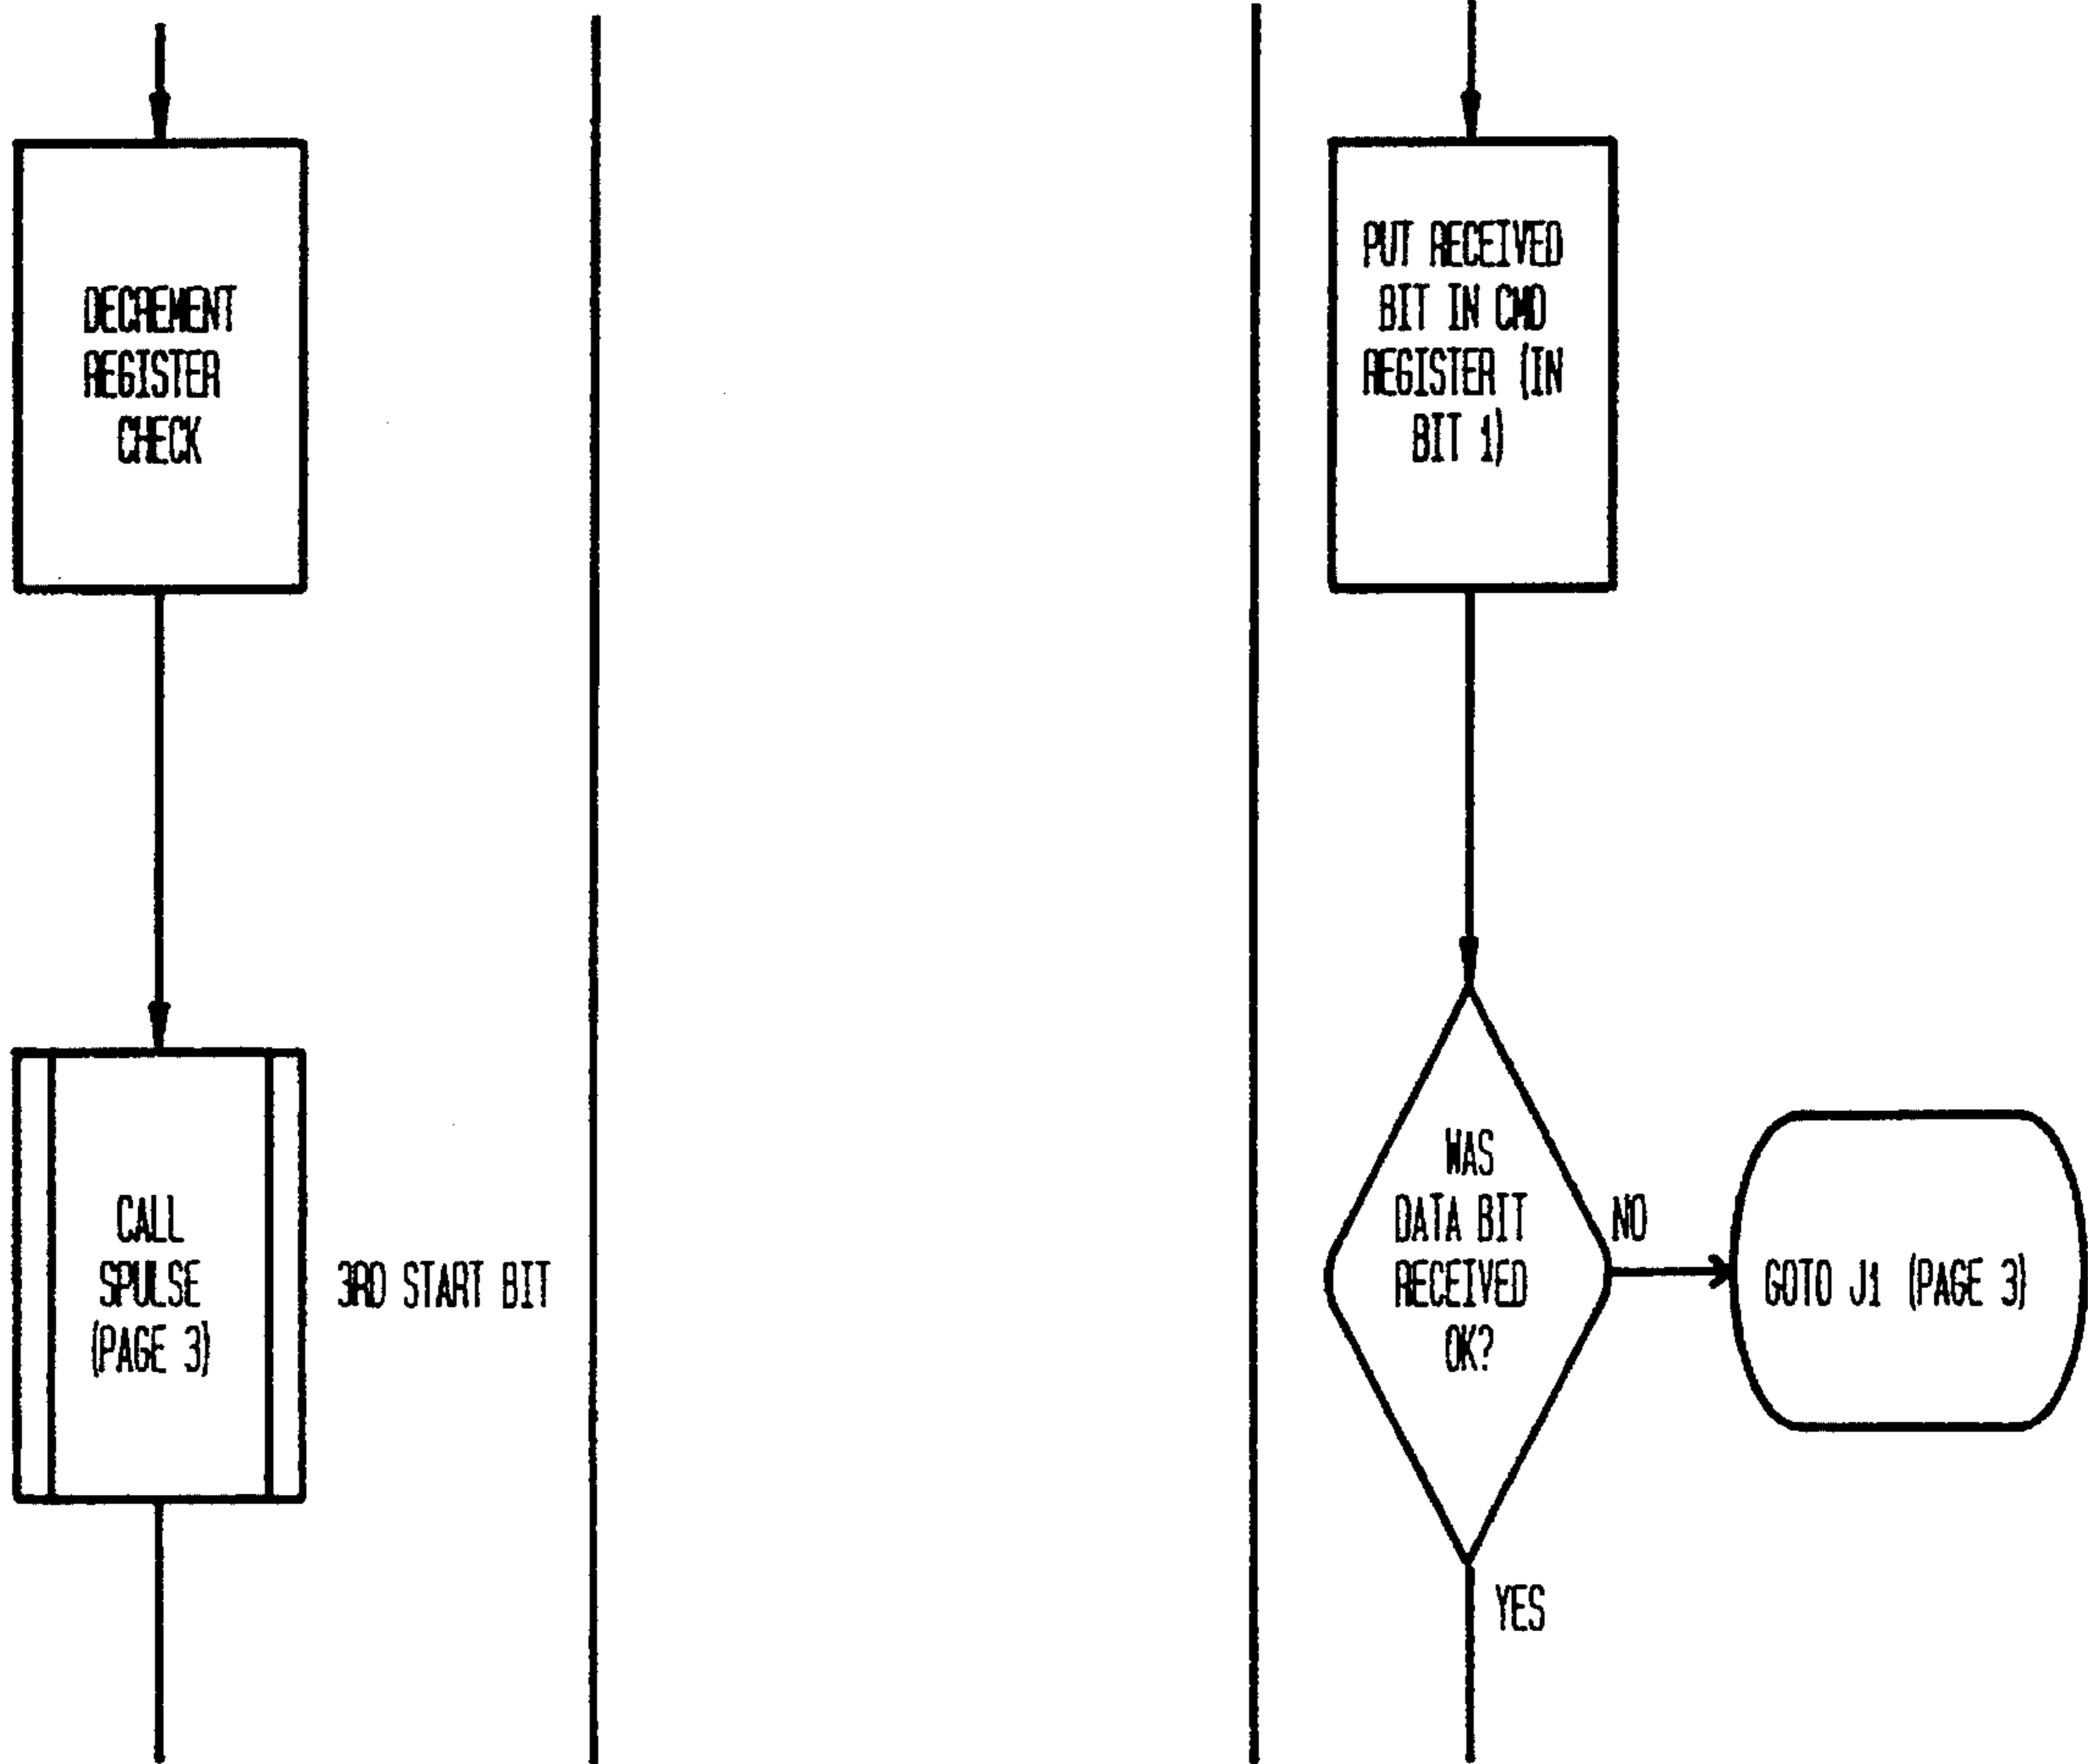 DECREMENT
REGISTER
CHECK
CALL
SPULSE
(PAGE 3)
3RD START BIT
PUT RECEIVED
BIT IN CMD
REGISTER (IN
BIT 1)
WAS
DATA BIT
RECEIVED
OK?
NO
GOTO J1 (PAGE 3)
YES